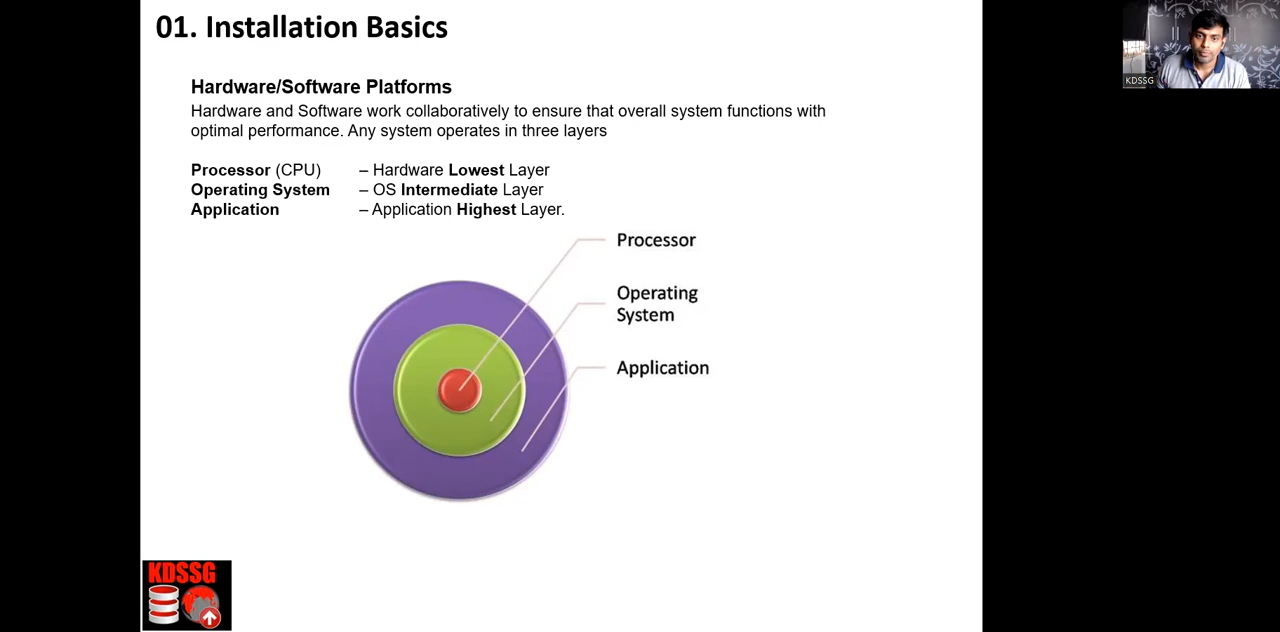 01. Installation Basics
KDSSG
Hardware/Software Platforms
Hardware and Software work collaboratively to ensure that overall system functions with
optimal performance. Any system operates in three layers
Processor (CPU) – Hardware Lowest Layer
Operating System – OS Intermediate Layer
Application – Application Highest Layer.
Processor
Operating
System
Application
KDSSG